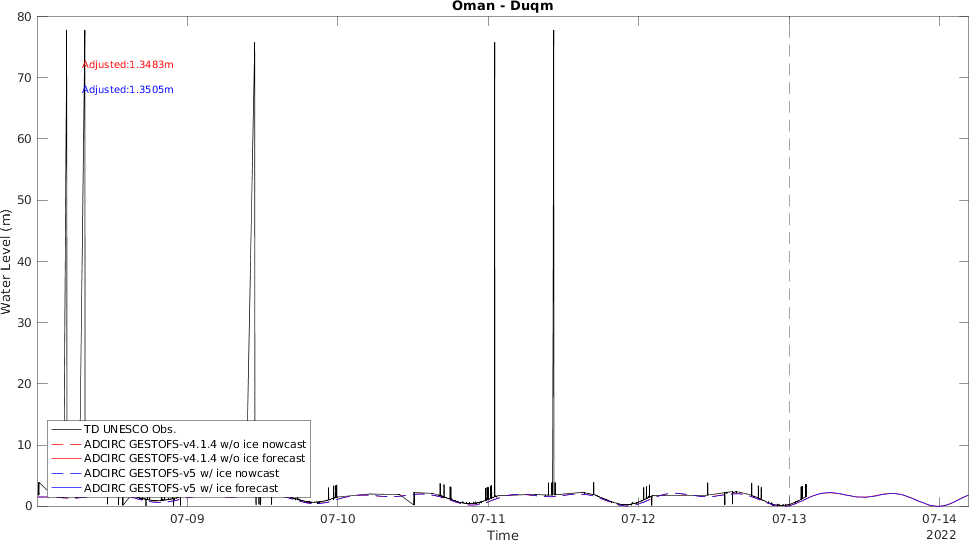 Oman - Duqm
80
70
60
50
40
30
20
10
0
Water Level (m)
Adjusted:1.3483m
Adjusted:1.3505m
TD UNESCO Obs.
ADCIRC GESTOFS-v4.1.4 w/o ice nowcast
ADCIRC GESTOFS-v4.1.4 w/o ice forecast
ADCIRC GESTOFS-v5 w/ ice nowcast
ADCIRC GESTOFS-v5 w/ ice forecast
07-09 07-10 07-11 07-12 07-13 07-14
2022
Time